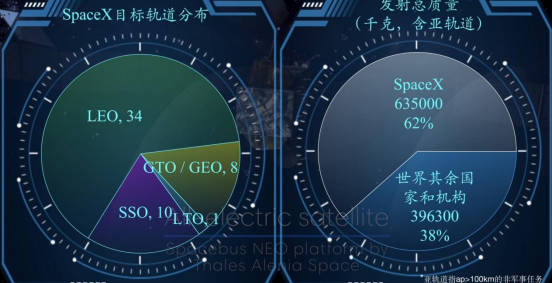 SpaceX目标轨道分布
LEO, 34
GTO / GEO, 8
SSO, 10
LTO, 1
发射总质量
(千克，含亚轨道)
SpaceX
635000
62%
世界其余国
家和机构
396300
38%
electric satellite
Spacebus NEO platform by
Thales Alenia Space
*亚轨道指ap>100km的非军事任务